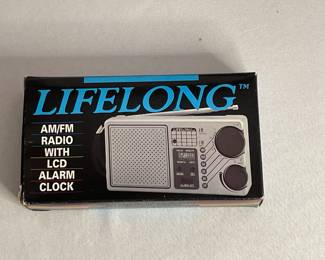 LIFELONG™
AM/FM
RADIO
WITH
LCD
ALARM
CLOCK